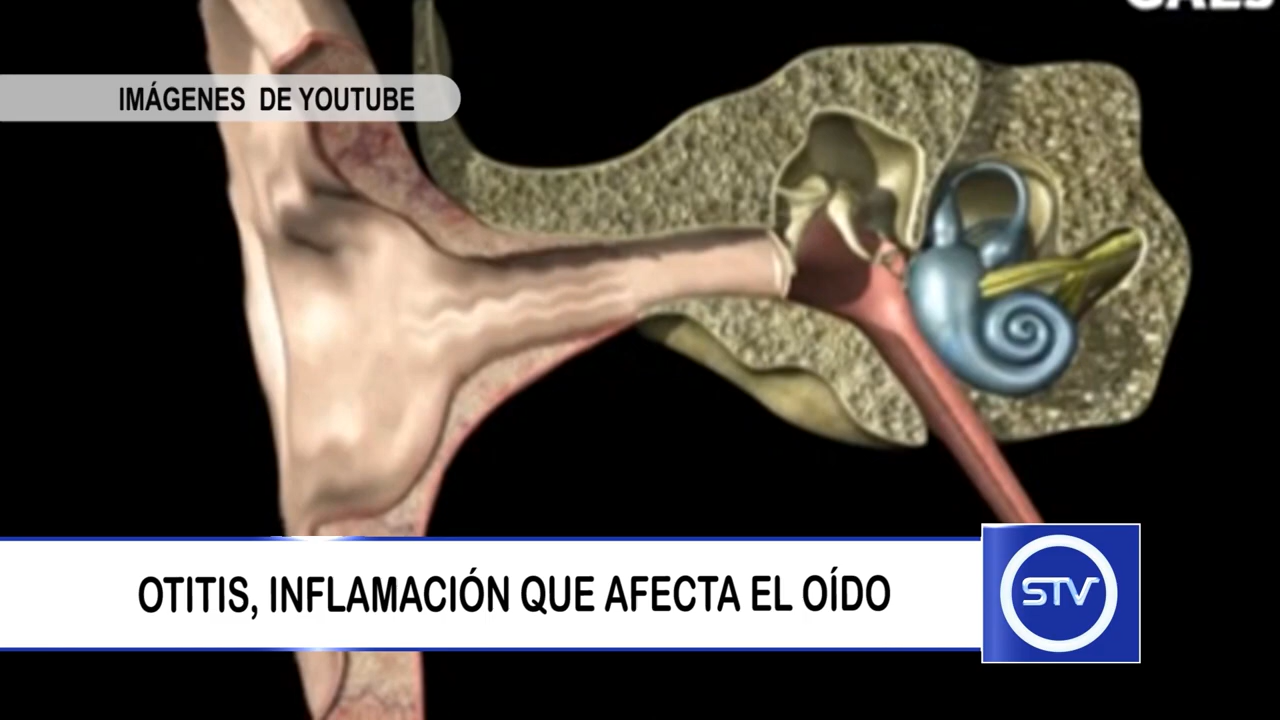 IMÁGENES DE YOUTUBE
OTITIS, INFLAMACIÓN QUE AFECTA EL OÍDO
STV